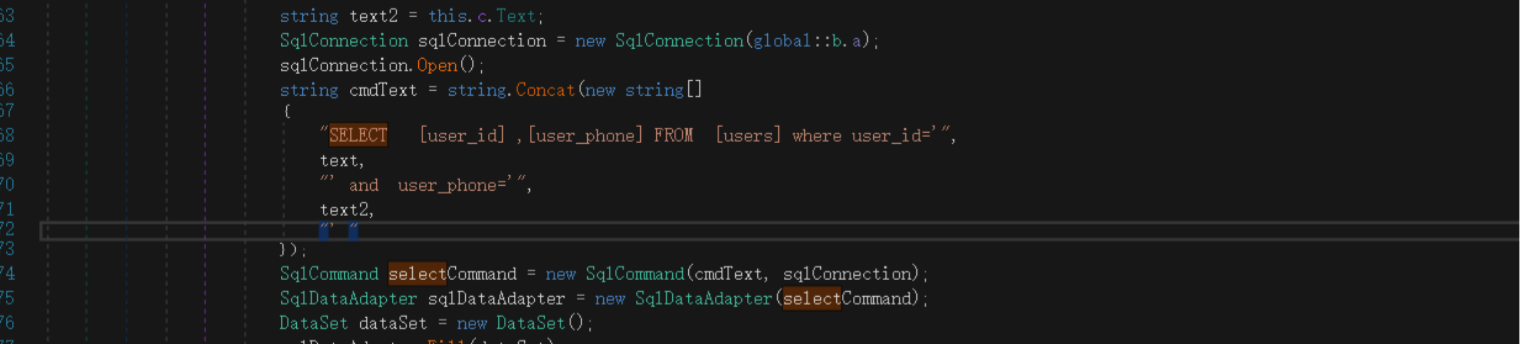 63 string text2 = this.c.Text;
64 SqlConnection sqlConnection = new SqlConnection(global::b.a);
65 sqlConnection.Open();
66 string cmdText = string.Concat(new string[]
67 {
68 "SELECT   [user_id] ,[user_phone] FROM  [users] where user_id='",
69 text,
70 "' and  user_phone='",
71 text2,
72 "' "
73 });
74 SqlCommand selectCommand = new SqlCommand(cmdText, sqlConnection);
75 SqlDataAdapter sqlDataAdapter = new SqlDataAdapter(selectCommand);
76 DataSet dataSet = new DataSet();
77 sqlDataAdapter.Fill(dataSet)